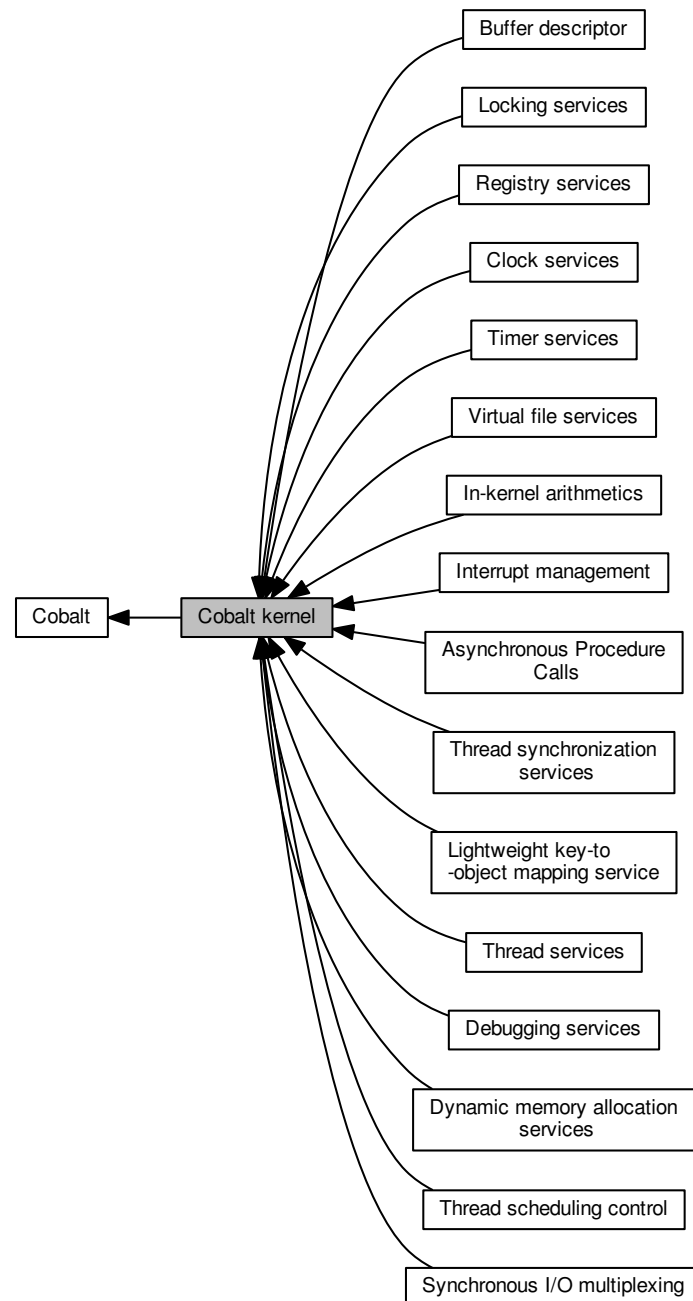 Buffer descriptor
Locking services
Registry services
Clock services
Timer services
Virtual file services
In-kernel arithmetics
Interrupt management
Cobalt
Cobalt kernel
Asynchronous Procedure
Calls
Thread synchronization
services
Lightweight key-to
-object mapping service
Thread services
Debugging services
Dynamic memory allocation
services
Thread scheduling control
Synchronous I/O multiplexing